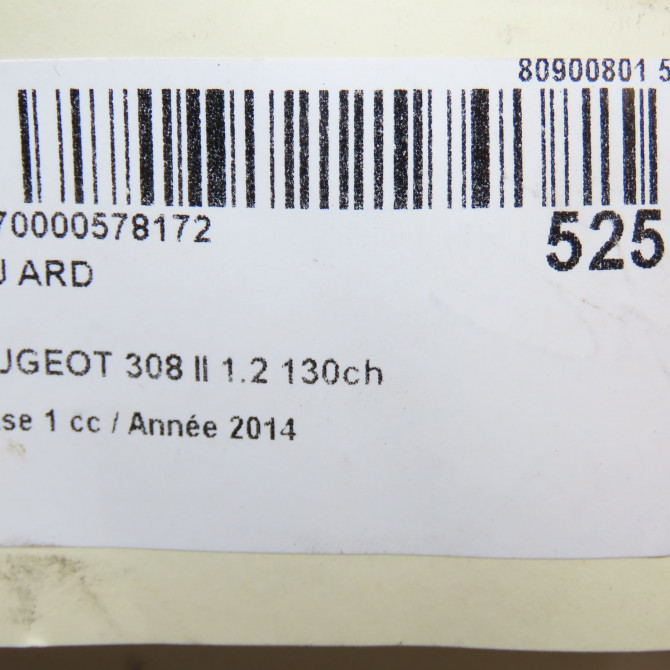 80900801 5
70000578172
525
J ARD
UGEOT 308 II 1.2 130ch
se 1 cc / Année 2014